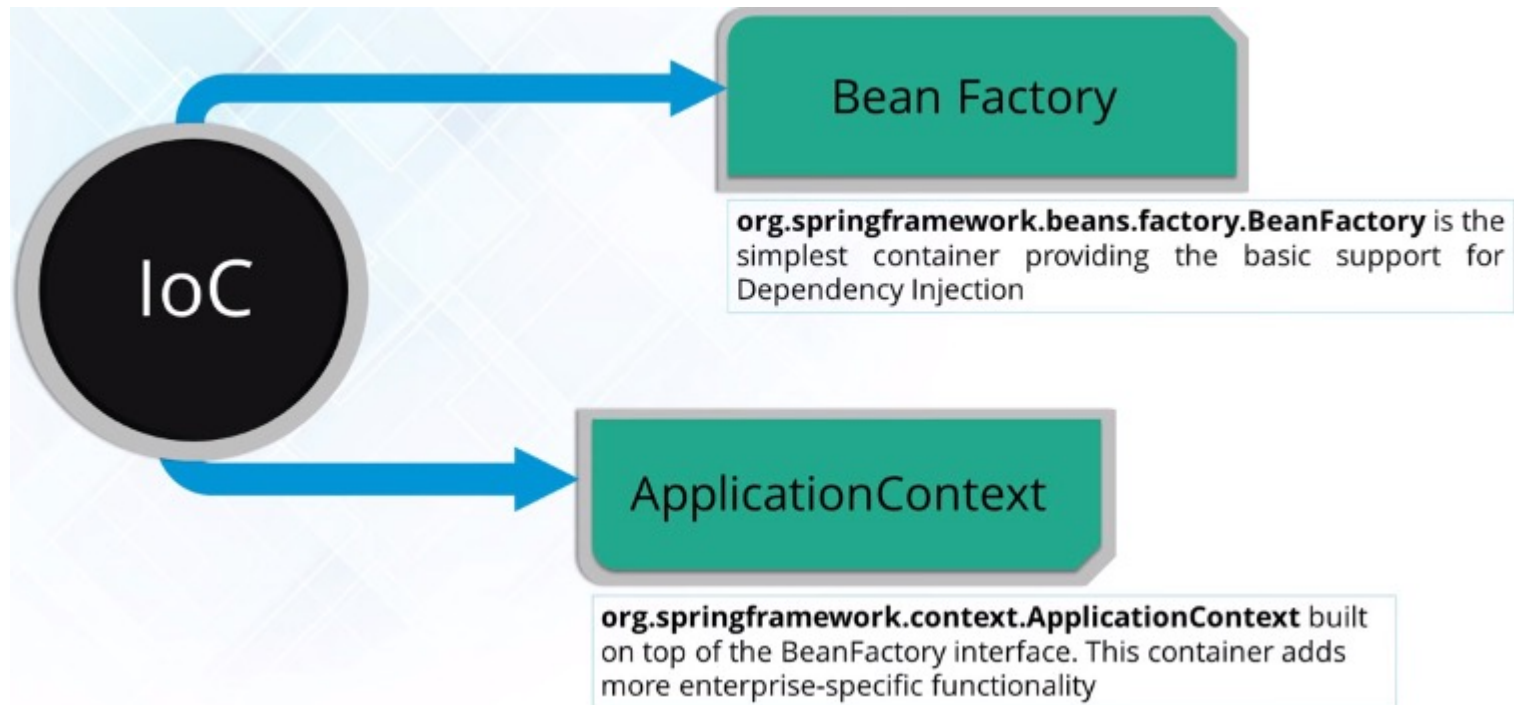 Bean Factory
org.springframework.beans.factory.BeanFactory is the
simplest container providing the basic support for
Dependency Injection
IoC
ApplicationContext
org.springframework.context.ApplicationContext built
on top of the BeanFactory interface. This container adds
more enterprise-specific functionality